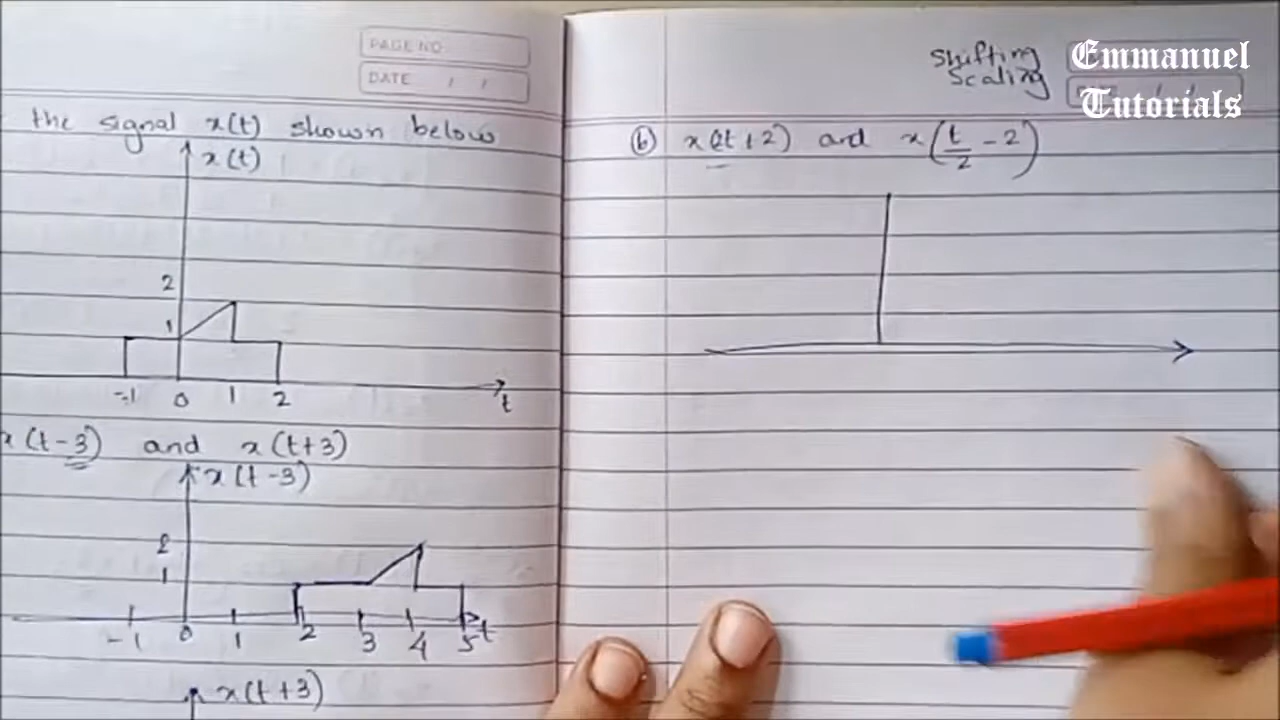 PAGE NO.
DATE / /
the signal x(t) shown below
x(t)
2
1
-1 0 1 2 t
x(t-3) and x(t+3)
x(t-3)
2
1
-1 0 1 2 3 4 5 t
x(t+3)
Shifting
Scaling
Emmanuel
Tutorials
(b) x(2t+2) and x(t/2 - 2)